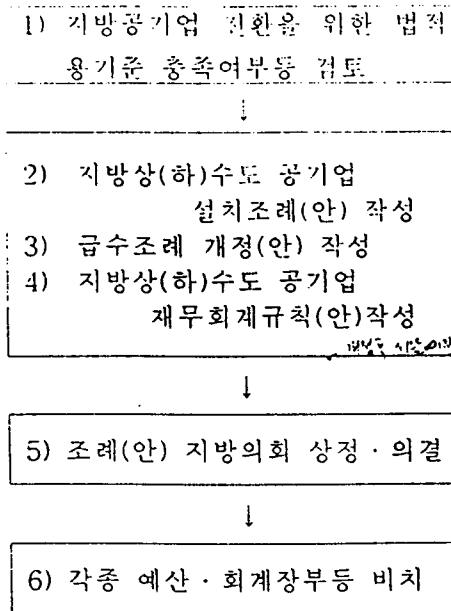 1) 지방공기업 전환을 위한 법적
용기준 충족여부등 검토
↓
2) 지방상(하)수도 공기업
설치조례(안) 작성
3) 급수조례 개정(안) 작성
4) 지방상(하)수도 공기업
재무회계규칙(안)작성
↓
5) 조례(안) 지방의회 상정·의결
↓
6) 각종 예산·회계장부등 비치